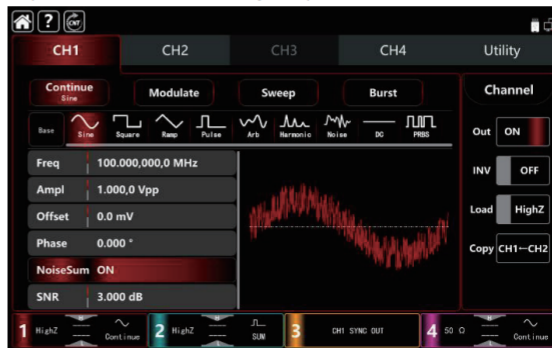 ? CNT
CH1 CH2 CH3 CH4 Utility
Continue Sine Modulate Sweep Burst Channel
Base Sine Square Ramp Pulse Arb Harmonic Noise DC PRBS
Out ON
Freq 100.000,000,0 MHz
INV OFF
Ampl 1.000,0 Vpp
Offset 0.0 mV
Load HighZ
Phase 0.000 °
Copy CH1←CH2
NoiseSum ON
SNR 3.000 dB
1 HighZ Continue 2 HighZ SUM 3 CH1 SYNC OUT 4 50 Ω Continue